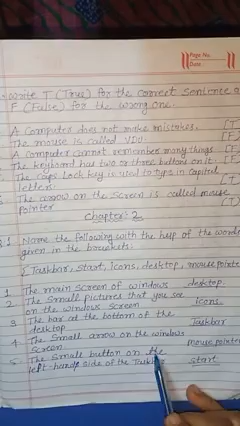 Page No.
Date
Write T (True) for the correct sentence
F (False) for the wrong one.
A computer does not make mistakes. [T
The mouse is called VDU. [F
A computer cannot remember many things [F
The keyboard has two or three buttons on it. [F
The caps lock key is used to type in capital
letters. [T
The arrow on the screen is called mouse
pointer (T)
Chapter: 2
Name the following with the help of the words
given in the brackets.
[Taskbar, start, icons, desktop, mouse pointe
1 The main screen of windows desktop.
2 The small pictures that you see
on the windows screen Icons
3 The bar at the bottom of the
desktop Taskbar
4 The small arrow on the windows
screen mouse pointe
5 The small button on the
left-hand side of the Task start